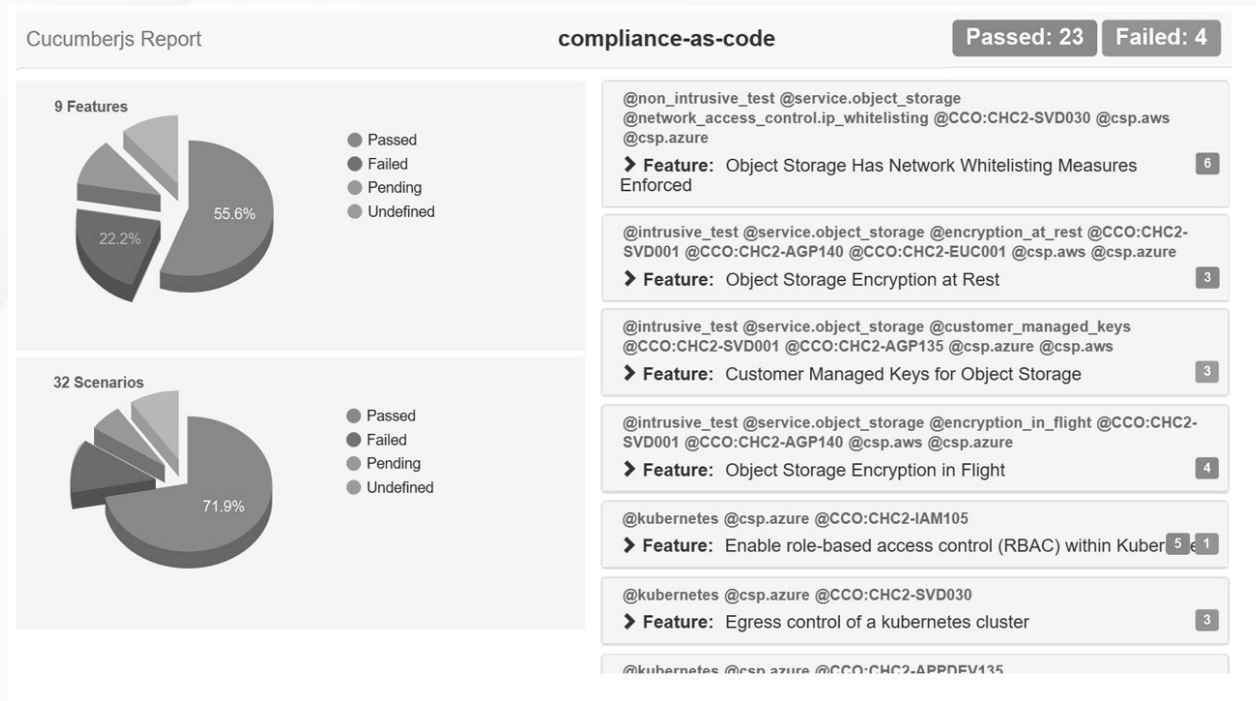 Cucumberjs Report
compliance-as-code
Passed: 23
Failed: 4
9 Features
55.6%
22.2%
Passed
Failed
Pending
Undefined
32 Scenarios
71.9%
Passed
Failed
Pending
Undefined
@non_intrusive_test @service.object_storage
@network_access_control.ip_whitelisting @CCO:CHC2-SVD030 @csp.aws
@csp.azure
Feature: Object Storage Has Network Whitelisting Measures
Enforced
6
@intrusive_test @service.object_storage @encryption_at_rest @CCO:CHC2-
SVD001 @CCO:CHC2-AGP140 @CCO:CHC2-EUC001 @csp.aws @csp.azure
Feature: Object Storage Encryption at Rest
3
@intrusive_test @service.object_storage @customer_managed_keys
@CCO:CHC2-SVD001 @CCO:CHC2-AGP135 @csp.azure @csp.aws
Feature: Customer Managed Keys for Object Storage
3
@intrusive_test @service.object_storage @encryption_in_flight @CCO:CHC2-
SVD001 @CCO:CHC2-AGP140 @csp.aws @csp.azure
Feature: Object Storage Encryption in Flight
4
@kubernetes @csp.azure @CCO:CHC2-IAM105
Feature: Enable role-based access control (RBAC) within
5
1
@kubernetes @csp.azure @CCO:CHC2-SVD030
Feature: Egress control of a kubernetes cluster
3
@kubernetes @csp.azure @CCO:CHC2-APPDEV135